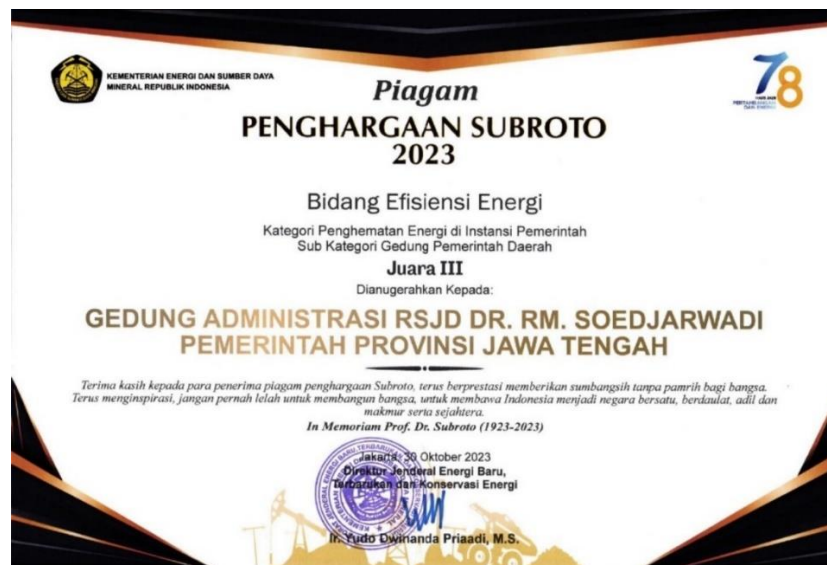 KEMENTERIAN ENERGI DAN SUMBER DAYA
MINERAL REPUBLIK INDONESIA
78
PERTAMBANGAN
DAN ENERGI
Piagam
PENGHARGAAN SUBROTO
2023
Bidang Efisiensi Energi
Kategori Penghematan Energi di Instansi Pemerintah
Sub Kategori Gedung Pemerintah Daerah
Juara III
Dianugerahkan Kepada:
GEDUNG ADMINISTRASI RSJD DR. RM. SOEDJARWADI
PEMERINTAH PROVINSI JAWA TENGAH
Terima kasih kepada para penerima piagam penghargaan Subroto, terus berprestasi memberikan sumbangsih tanpa pamrih bagi bangsa.
Terus menginspirasi, jangan pernah lelah untuk membangun bangsa, untuk membawa Indonesia menjadi negara bersatu, berdaulat, adil dan
makmur serta sejahtera.
In Memoriam Prof. Dr. Subroto (1923-2023)
Jakarta, 30 Oktober 2023
Direktur Jenderal Energi Baru,
Terbarukan dan Konservasi Energi
Ir. Yudo Dwinanda Priaadi, M.S.